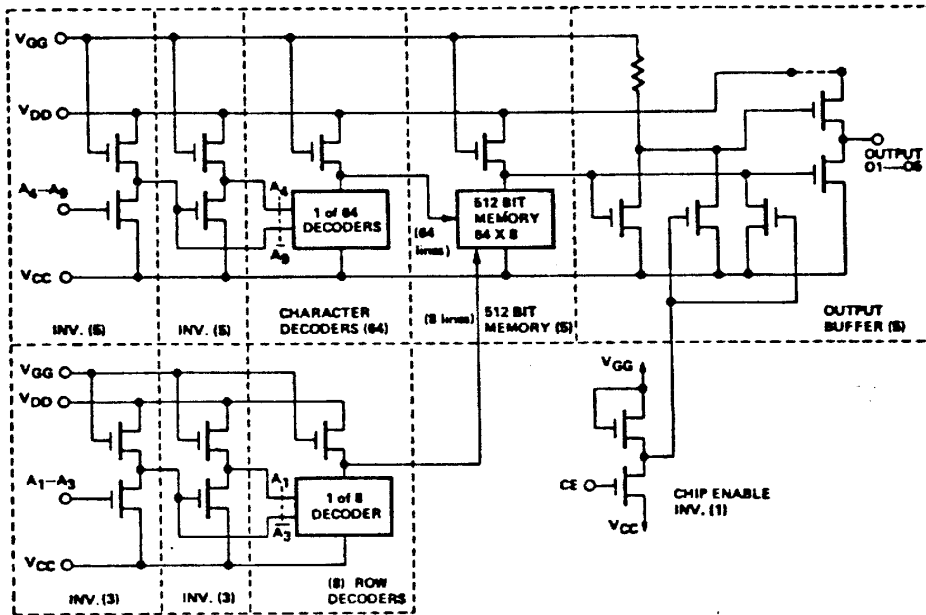 VGG
VDD
A4—A9
VCC
A4
A9
1 of 64
DECODERS
(64
lines)
512 BIT
MEMORY
64 X 8
OUTPUT
O1—O5
INV. (6)
INV. (6)
CHARACTER
DECODERS (64)
(8 lines)
512 BIT
MEMORY (5)
OUTPUT
BUFFER (5)
VGG
VDD
A1—A3
VCC
A1
A3
1 of 8
DECODER
INV. (3)
INV. (3)
(8) ROW
DECODERS
VGG
CE
VCC
CHIP ENABLE
INV. (1)